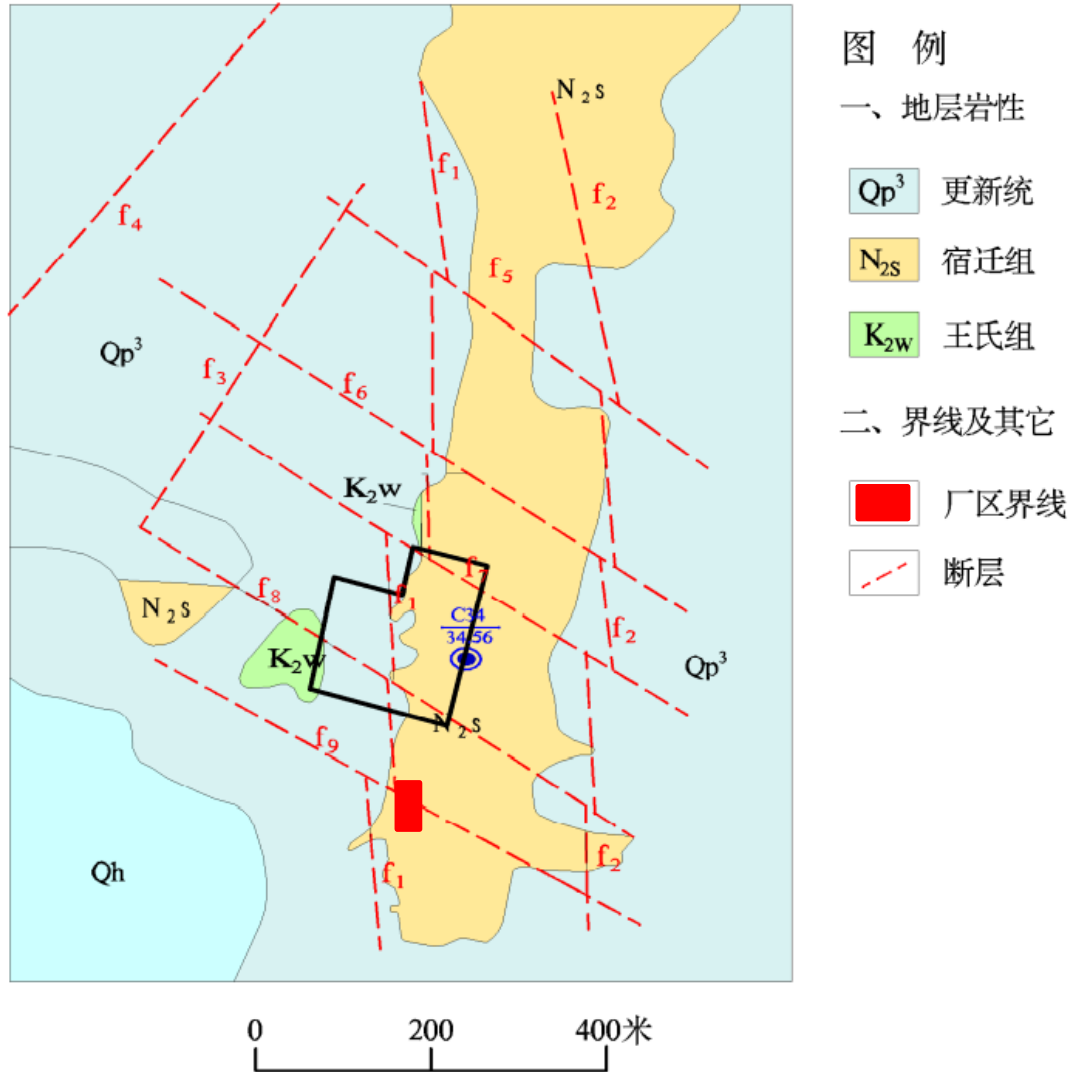 N₂s
f₁
f₂
f₄
f₅
Qp³
f₃
f₆
K₂w
f₇
f₈
f₁
N₂s
C34
34.56
f₂
K₂w
Qp³
N₂s
f₉
Qh
f₁
f₂
0 200 400米
图 例
一、地层岩性
Qp³ 更新统
N₂S 宿迁组
K₂W 王氏组
二、界线及其它
厂区界线
断层